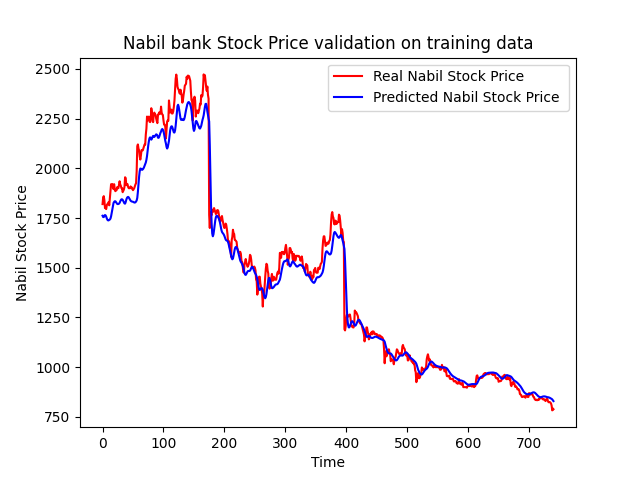 Nabil bank Stock Price validation on training data
Real Nabil Stock Price
Predicted Nabil Stock Price
Nabil Stock Price
2500
2250
2000
1750
1500
1250
1000
750
0 100 200 300 400 500 600 700
Time